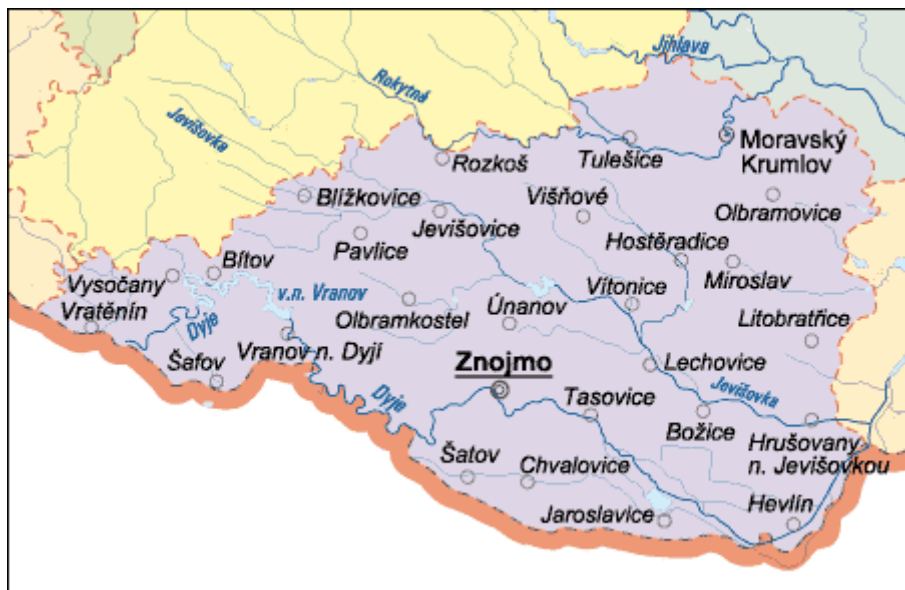 Jihlava
Rokytná
Jevišovka
Rozkoš
Tulešice
Moravský
Krumlov
Blížkovice
Jevišovice
Višňové
Olbramovice
Pavlice
Hostěradice
Bítov
Vysočany
Miroslav
v.n. Vranov
Vítonice
Vratěnín
Olbramkostel
Únanov
Litobratřice
Dyje
Vranov n. Dyjí
Šafov
Znojmo
Lechovice
Dyje
Tasovice
Jevišovka
Božice
Hrušovany
n. Jevišovkou
Šatov
Chvalovice
Hevlín
Jaroslavice